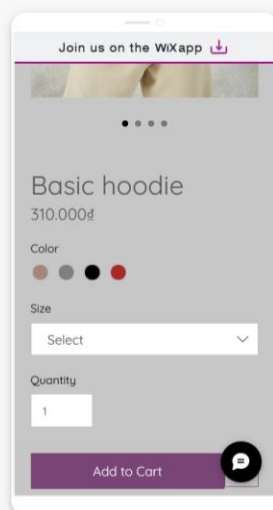 Join us on the WiXapp
Basic hoodie
310.000₫
Color
Size
Select
Quantity
1
Add to Cart